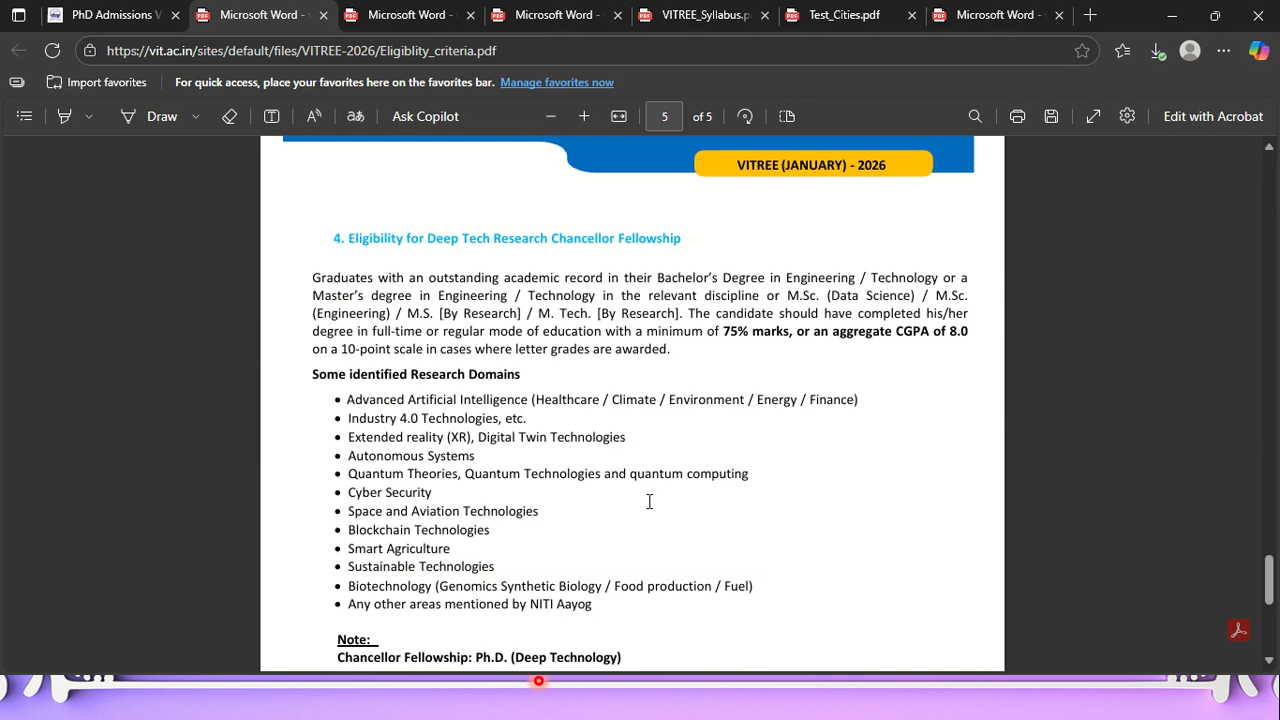 PhD Admissions V
Microsoft Word -
Microsoft Word -
Microsoft Word -
VITREE_Syllabus.p
Test_Cities.pdf
Microsoft Word -
https://vit.ac.in/sites/default/files/VITREE-2026/Eligiblity_criteria.pdf
Import favorites
For quick access, place your favorites here on the favorites bar. Manage favorites now
Draw
Ask Copilot
5 of 5
Edit with Acrobat
VITREE (JANUARY) - 2026
4. Eligibility for Deep Tech Research Chancellor Fellowship
Graduates with an outstanding academic record in their Bachelor’s Degree in Engineering / Technology or a
Master’s degree in Engineering / Technology in the relevant discipline or M.Sc. (Data Science) / M.Sc.
(Engineering) / M.S. [By Research] / M. Tech. [By Research]. The candidate should have completed his/her
degree in full-time or regular mode of education with a minimum of 75% marks, or an aggregate CGPA of 8.0
on a 10-point scale in cases where letter grades are awarded.
Some identified Research Domains
• Advanced Artificial Intelligence (Healthcare / Climate / Environment / Energy / Finance)
• Industry 4.0 Technologies, etc.
• Extended reality (XR), Digital Twin Technologies
• Autonomous Systems
• Quantum Theories, Quantum Technologies and quantum computing
• Cyber Security
• Space and Aviation Technologies
• Blockchain Technologies
• Smart Agriculture
• Sustainable Technologies
• Biotechnology (Genomics Synthetic Biology / Food production / Fuel)
• Any other areas mentioned by NITI Aayog
Note:
Chancellor Fellowship: Ph.D. (Deep Technology)